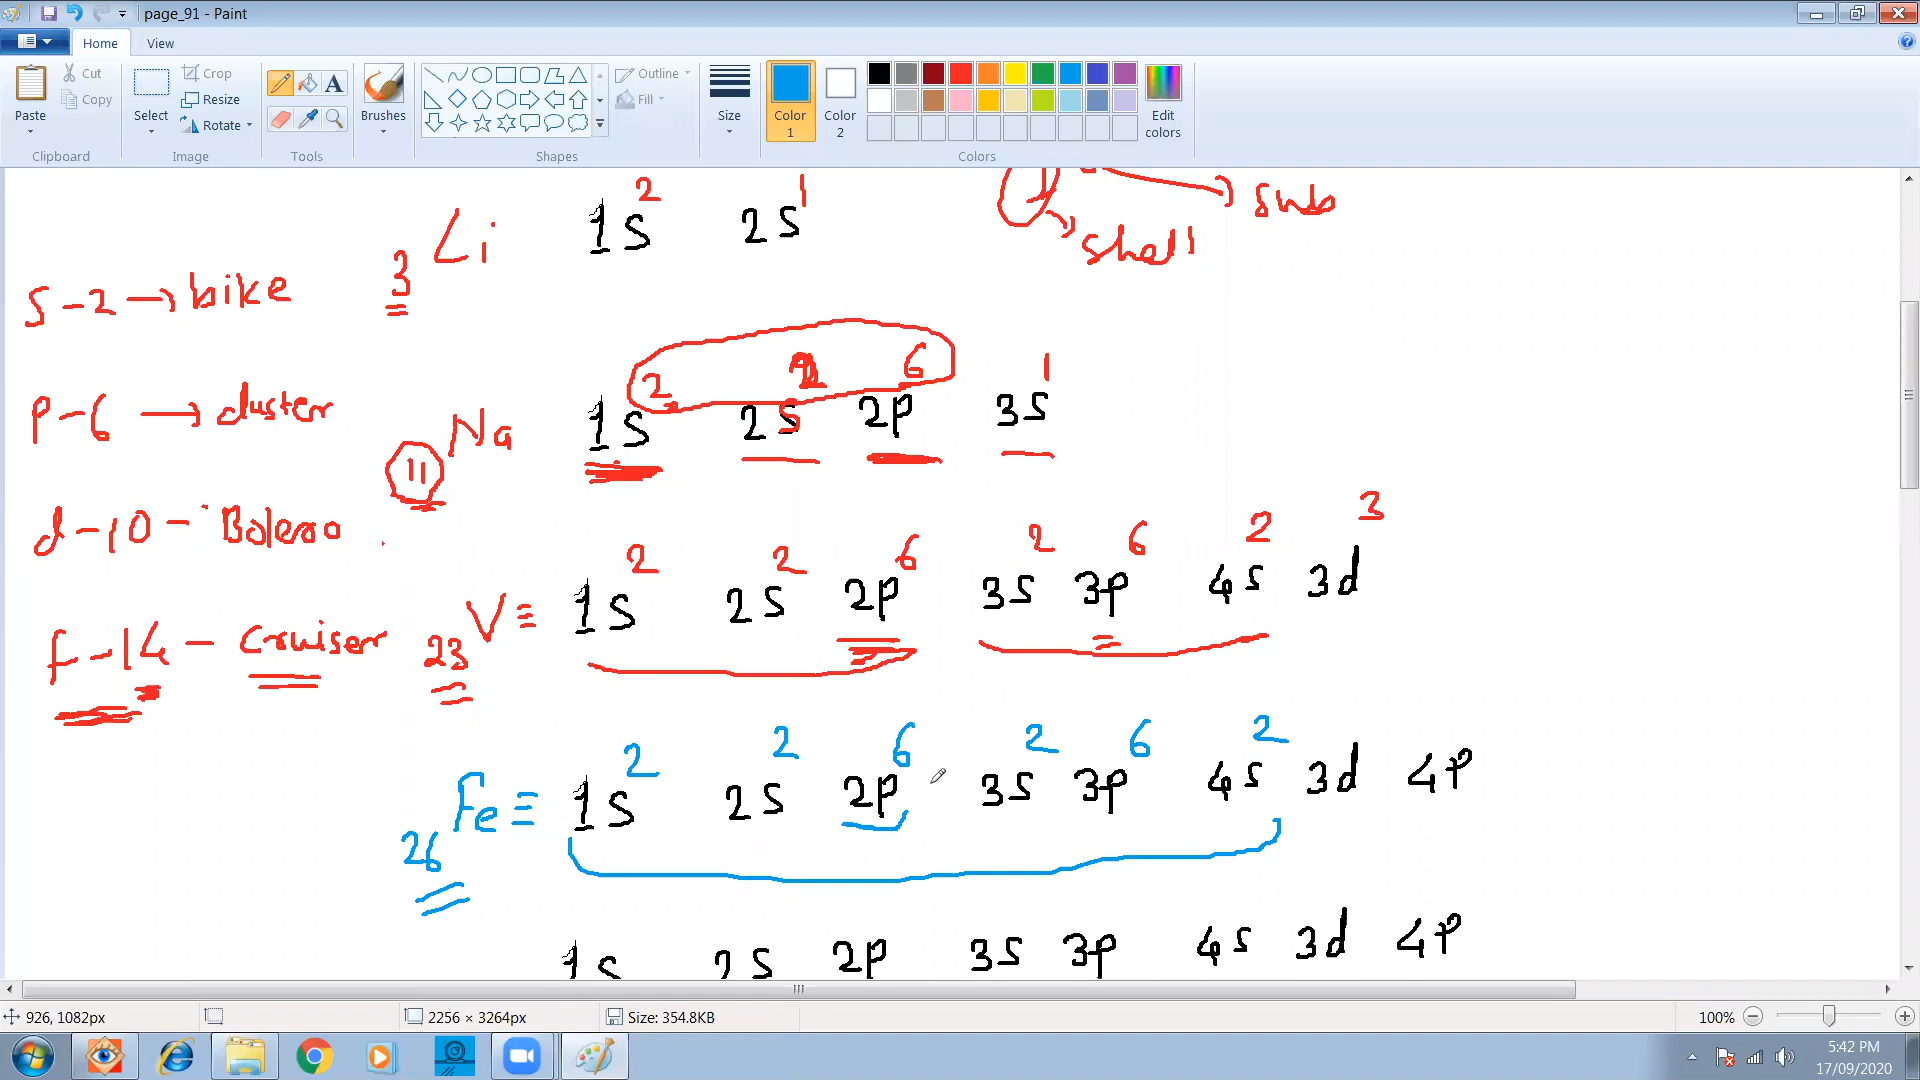 page_91 - Paint
Home View
Paste
Cut
Copy
Clipboard
Select
Crop
Resize
Rotate
Image
Tools
Brushes
Shapes
Outline
Fill
Size
Color 1
Color 2
Edit colors
Colors
Li 1s² 2s¹
3
sub
shell
s-2 → bike
P-6 → duster
d-10 - Bolero
f-14 - Cruiser
Na 1s² 2s² 2p⁶ 3s¹
11
V ≡ 1s² 2s² 2p⁶ 3s² 3p⁶ 4s² 3d³
23
Fe ≡ 1s² 2s² 2p⁶ 3s² 3p⁶ 4s² 3d 4p
26
1s 2s 2p 3s 3p 4s 3d 4p
926, 1082px
2256 × 3264px
Size: 354.8KB
100%
5:42 PM
17/09/2020